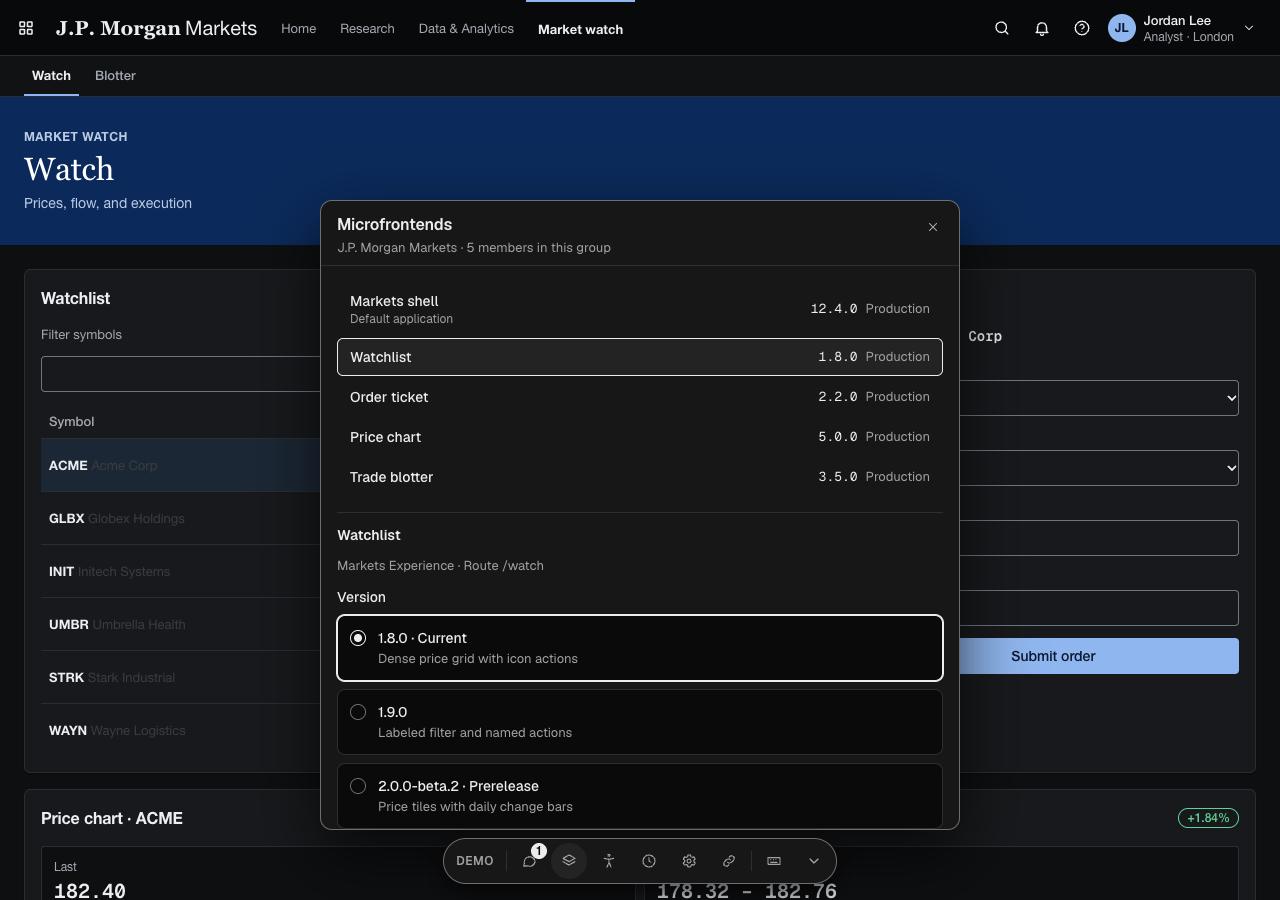 J.P. Morgan Markets Home Research Data & Analytics Market watch
JL Jordan Lee
Analyst · London
Watch Blotter
MARKET WATCH
Watch
Prices, flow, and execution
Microfrontends
J.P. Morgan Markets · 5 members in this group
Markets shell 12.4.0 Production
Default application
Watchlist 1.8.0 Production
Order ticket 2.2.0 Production
Price chart 5.0.0 Production
Trade blotter 3.5.0 Production
Watchlist
Markets Experience · Route /watch
Version
1.8.0 · Current
Dense price grid with icon actions
1.9.0
Labeled filter and named actions
2.0.0-beta.2 · Prerelease
Price tiles with daily change bars
Watchlist
Filter symbols
Symbol
ACME Acme Corp
GLBX Globex Holdings
INIT Initech Systems
UMBR Umbrella Health
STRK Stark Industrial
WAYN Wayne Logistics
Corp
Submit order
Price chart · ACME +1.84%
Last
182.40 178.32 – 182.76
DEMO 1